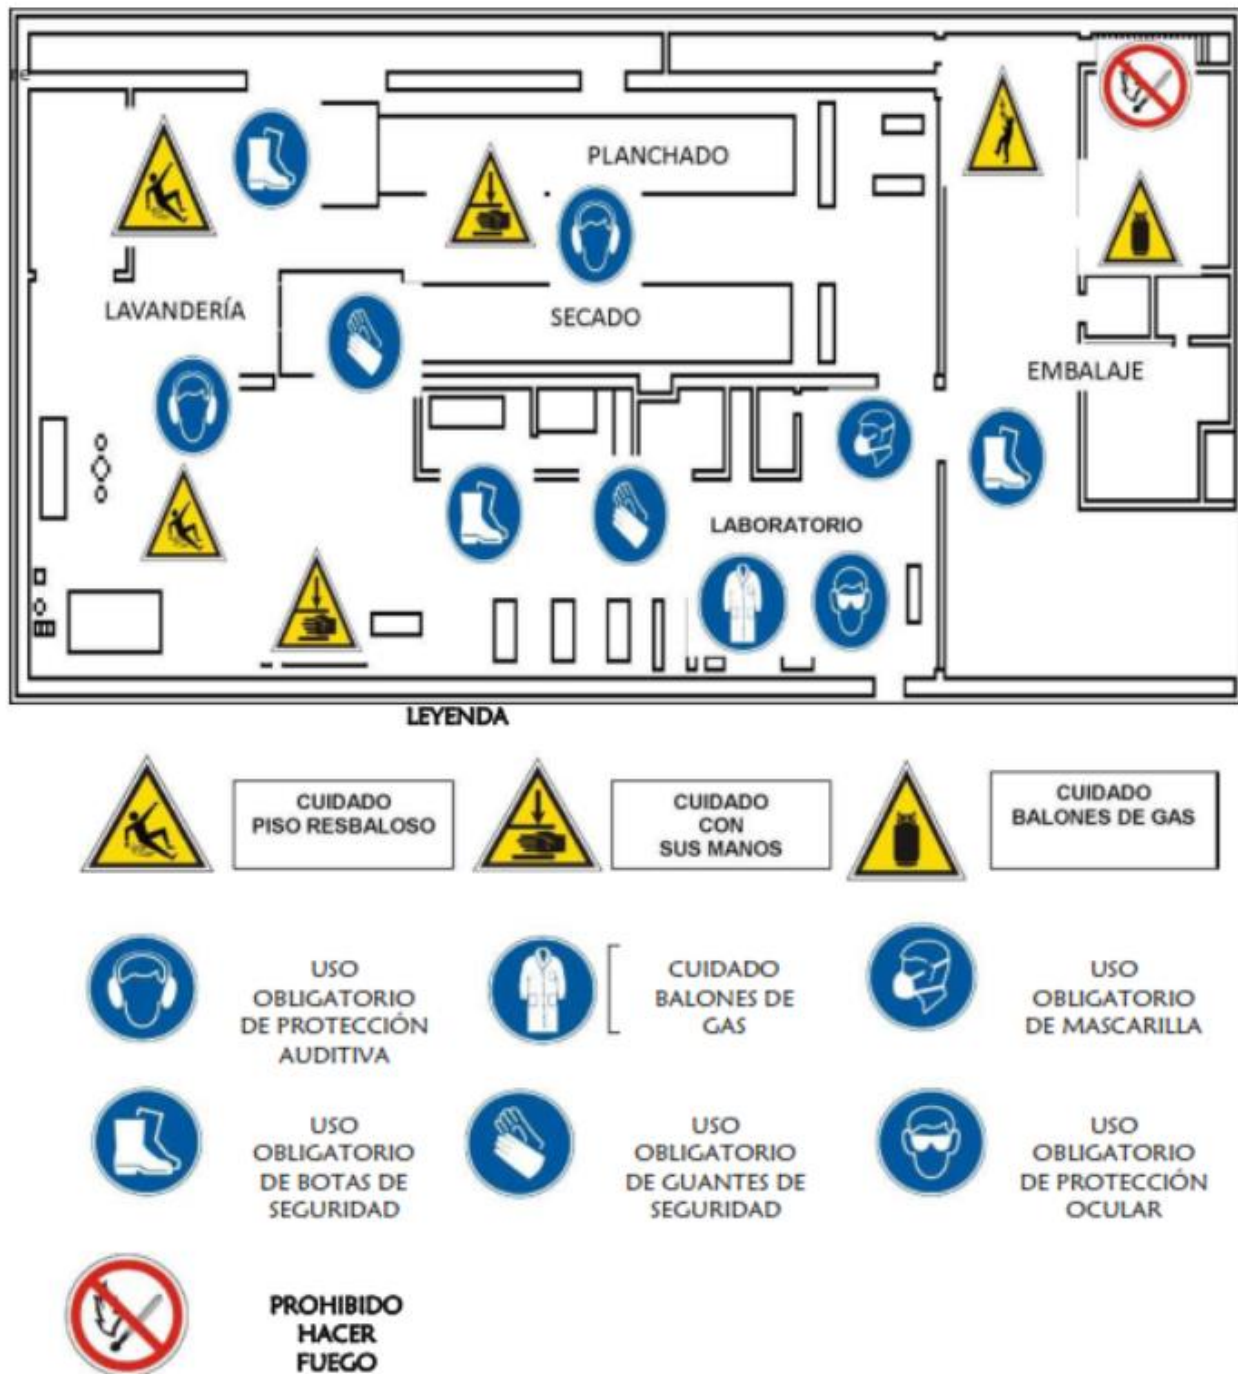 re
PLANCHADO
LAVANDERÍA
SECADO
EMBALAJE
LABORATORIO
LEYENDA
CUIDADO
PISO RESBALOSO
CUIDADO
CON
SUS MANOS
CUIDADO
BALONES DE GAS
USO
OBLIGATORIO
DE PROTECCIÓN
AUDITIVA
CUIDADO
BALONES DE
GAS
USO
OBLIGATORIO
DE MASCARILLA
USO
OBLIGATORIO
DE BOTAS DE
SEGURIDAD
USO
OBLIGATORIO
DE GUANTES DE
SEGURIDAD
USO
OBLIGATORIO
DE PROTECCIÓN
OCULAR
PROHIBIDO
HACER
FUEGO